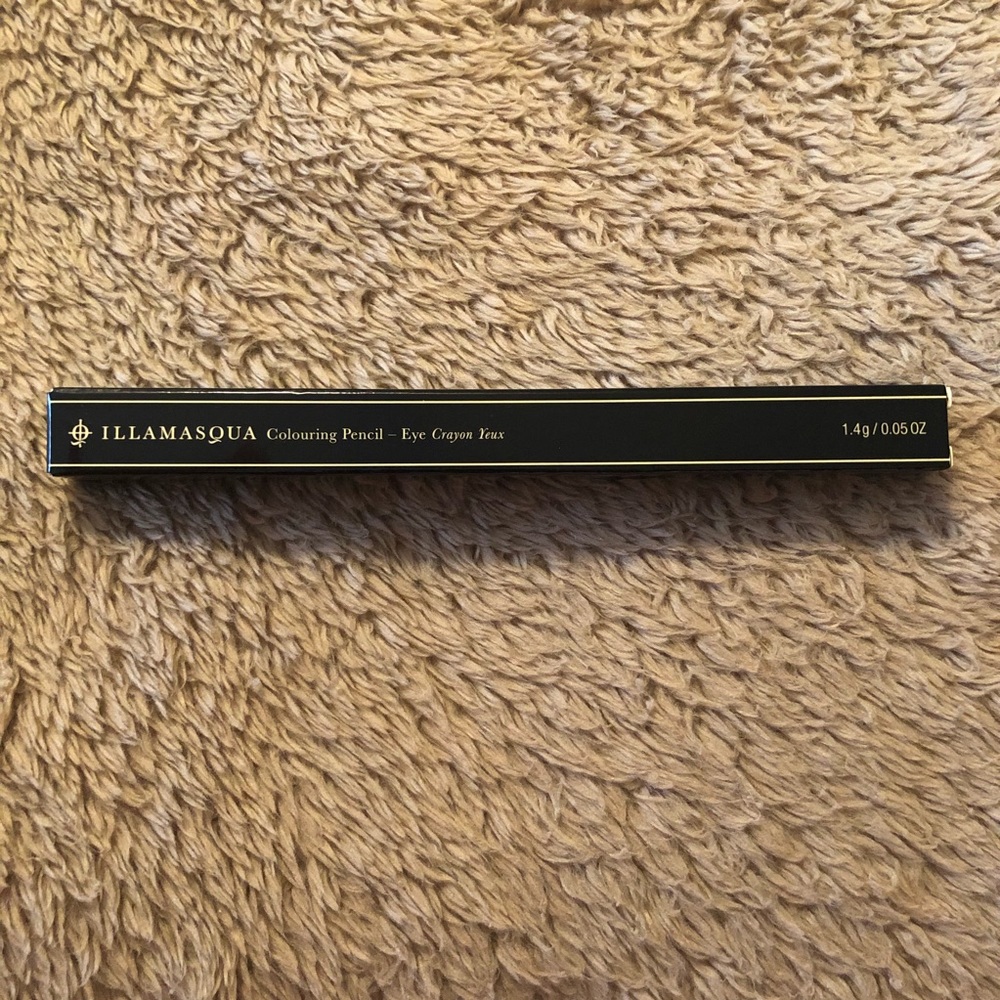 ILLAMASQUA Colouring Pencil – Eye Crayon Yeux 1.4g / 0.05 OZ